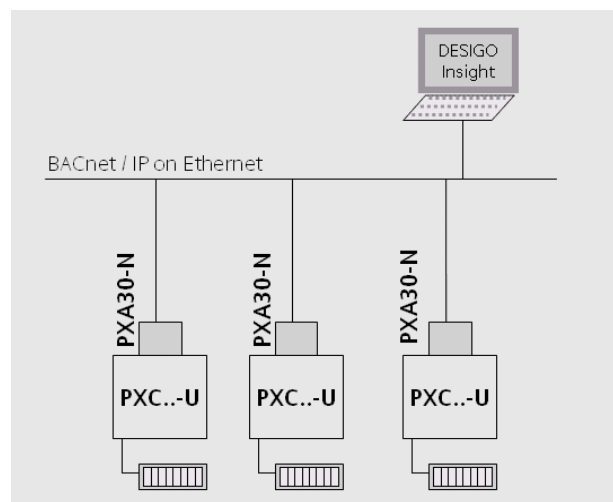 DESIGO
Insight
BACnet / IP on Ethernet
PXA30-N
PXA30-N
PXA30-N
PXC..-U
PXC..-U
PXC..-U